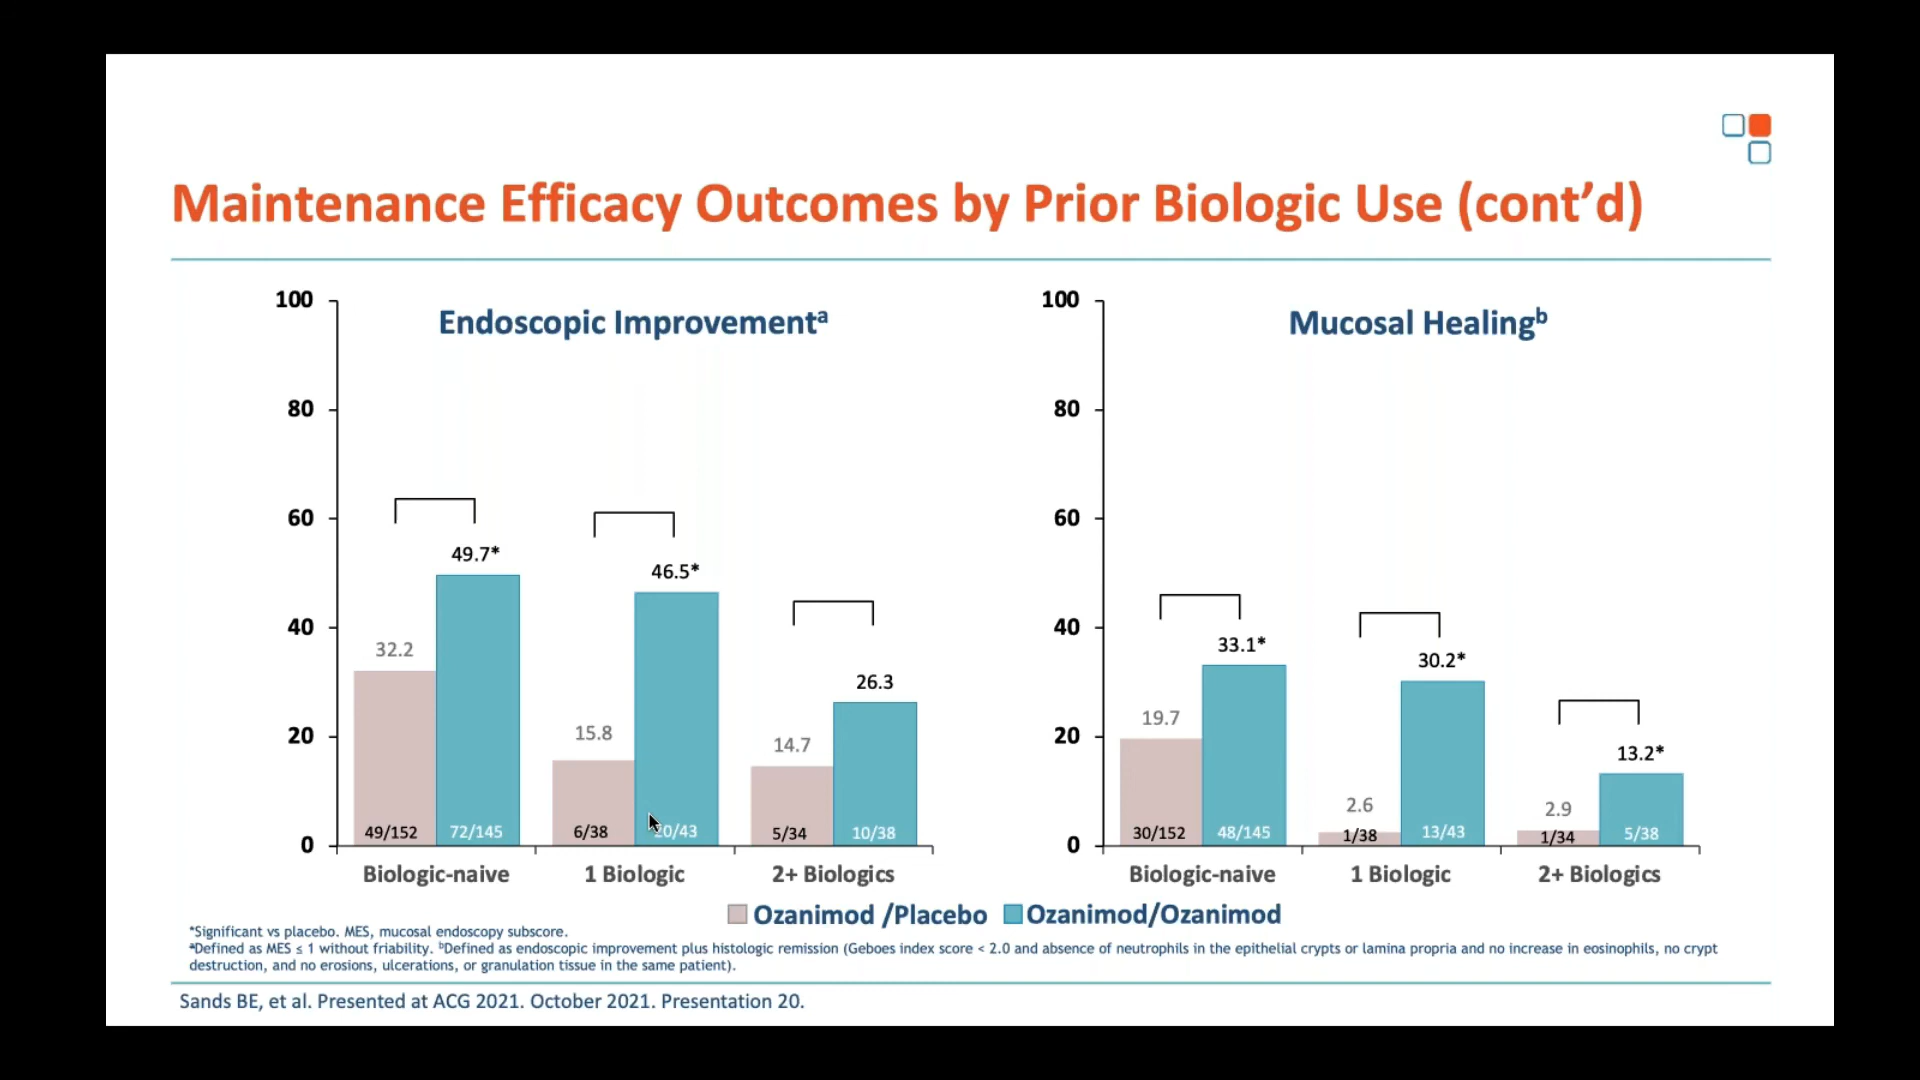 Maintenance Efficacy Outcomes by Prior Biologic Use (cont’d)
Endoscopic Improvementᵃ
100
80
60
40
20
0
32.2
49.7*
15.8
46.5*
14.7
26.3
49/152
72/145
6/38
20/43
5/34
10/38
Biologic-naive
1 Biologic
2+ Biologics
Mucosal Healingᵇ
100
80
60
40
20
0
19.7
33.1*
2.6
30.2*
2.9
13.2*
30/152
48/145
1/38
13/43
1/34
5/38
Biologic-naive
1 Biologic
2+ Biologics
Ozanimod /Placebo
Ozanimod/Ozanimod
*Significant vs placebo. MES, mucosal endoscopy subscore.
ᵃDefined as MES ≤ 1 without friability. ᵇDefined as endoscopic improvement plus histologic remission (Geboes index score < 2.0 and absence of neutrophils in the epithelial crypts or lamina propria and no increase in eosinophils, no crypt
destruction, and no erosions, ulcerations, or granulation tissue in the same patient).
Sands BE, et al. Presented at ACG 2021. October 2021. Presentation 20.